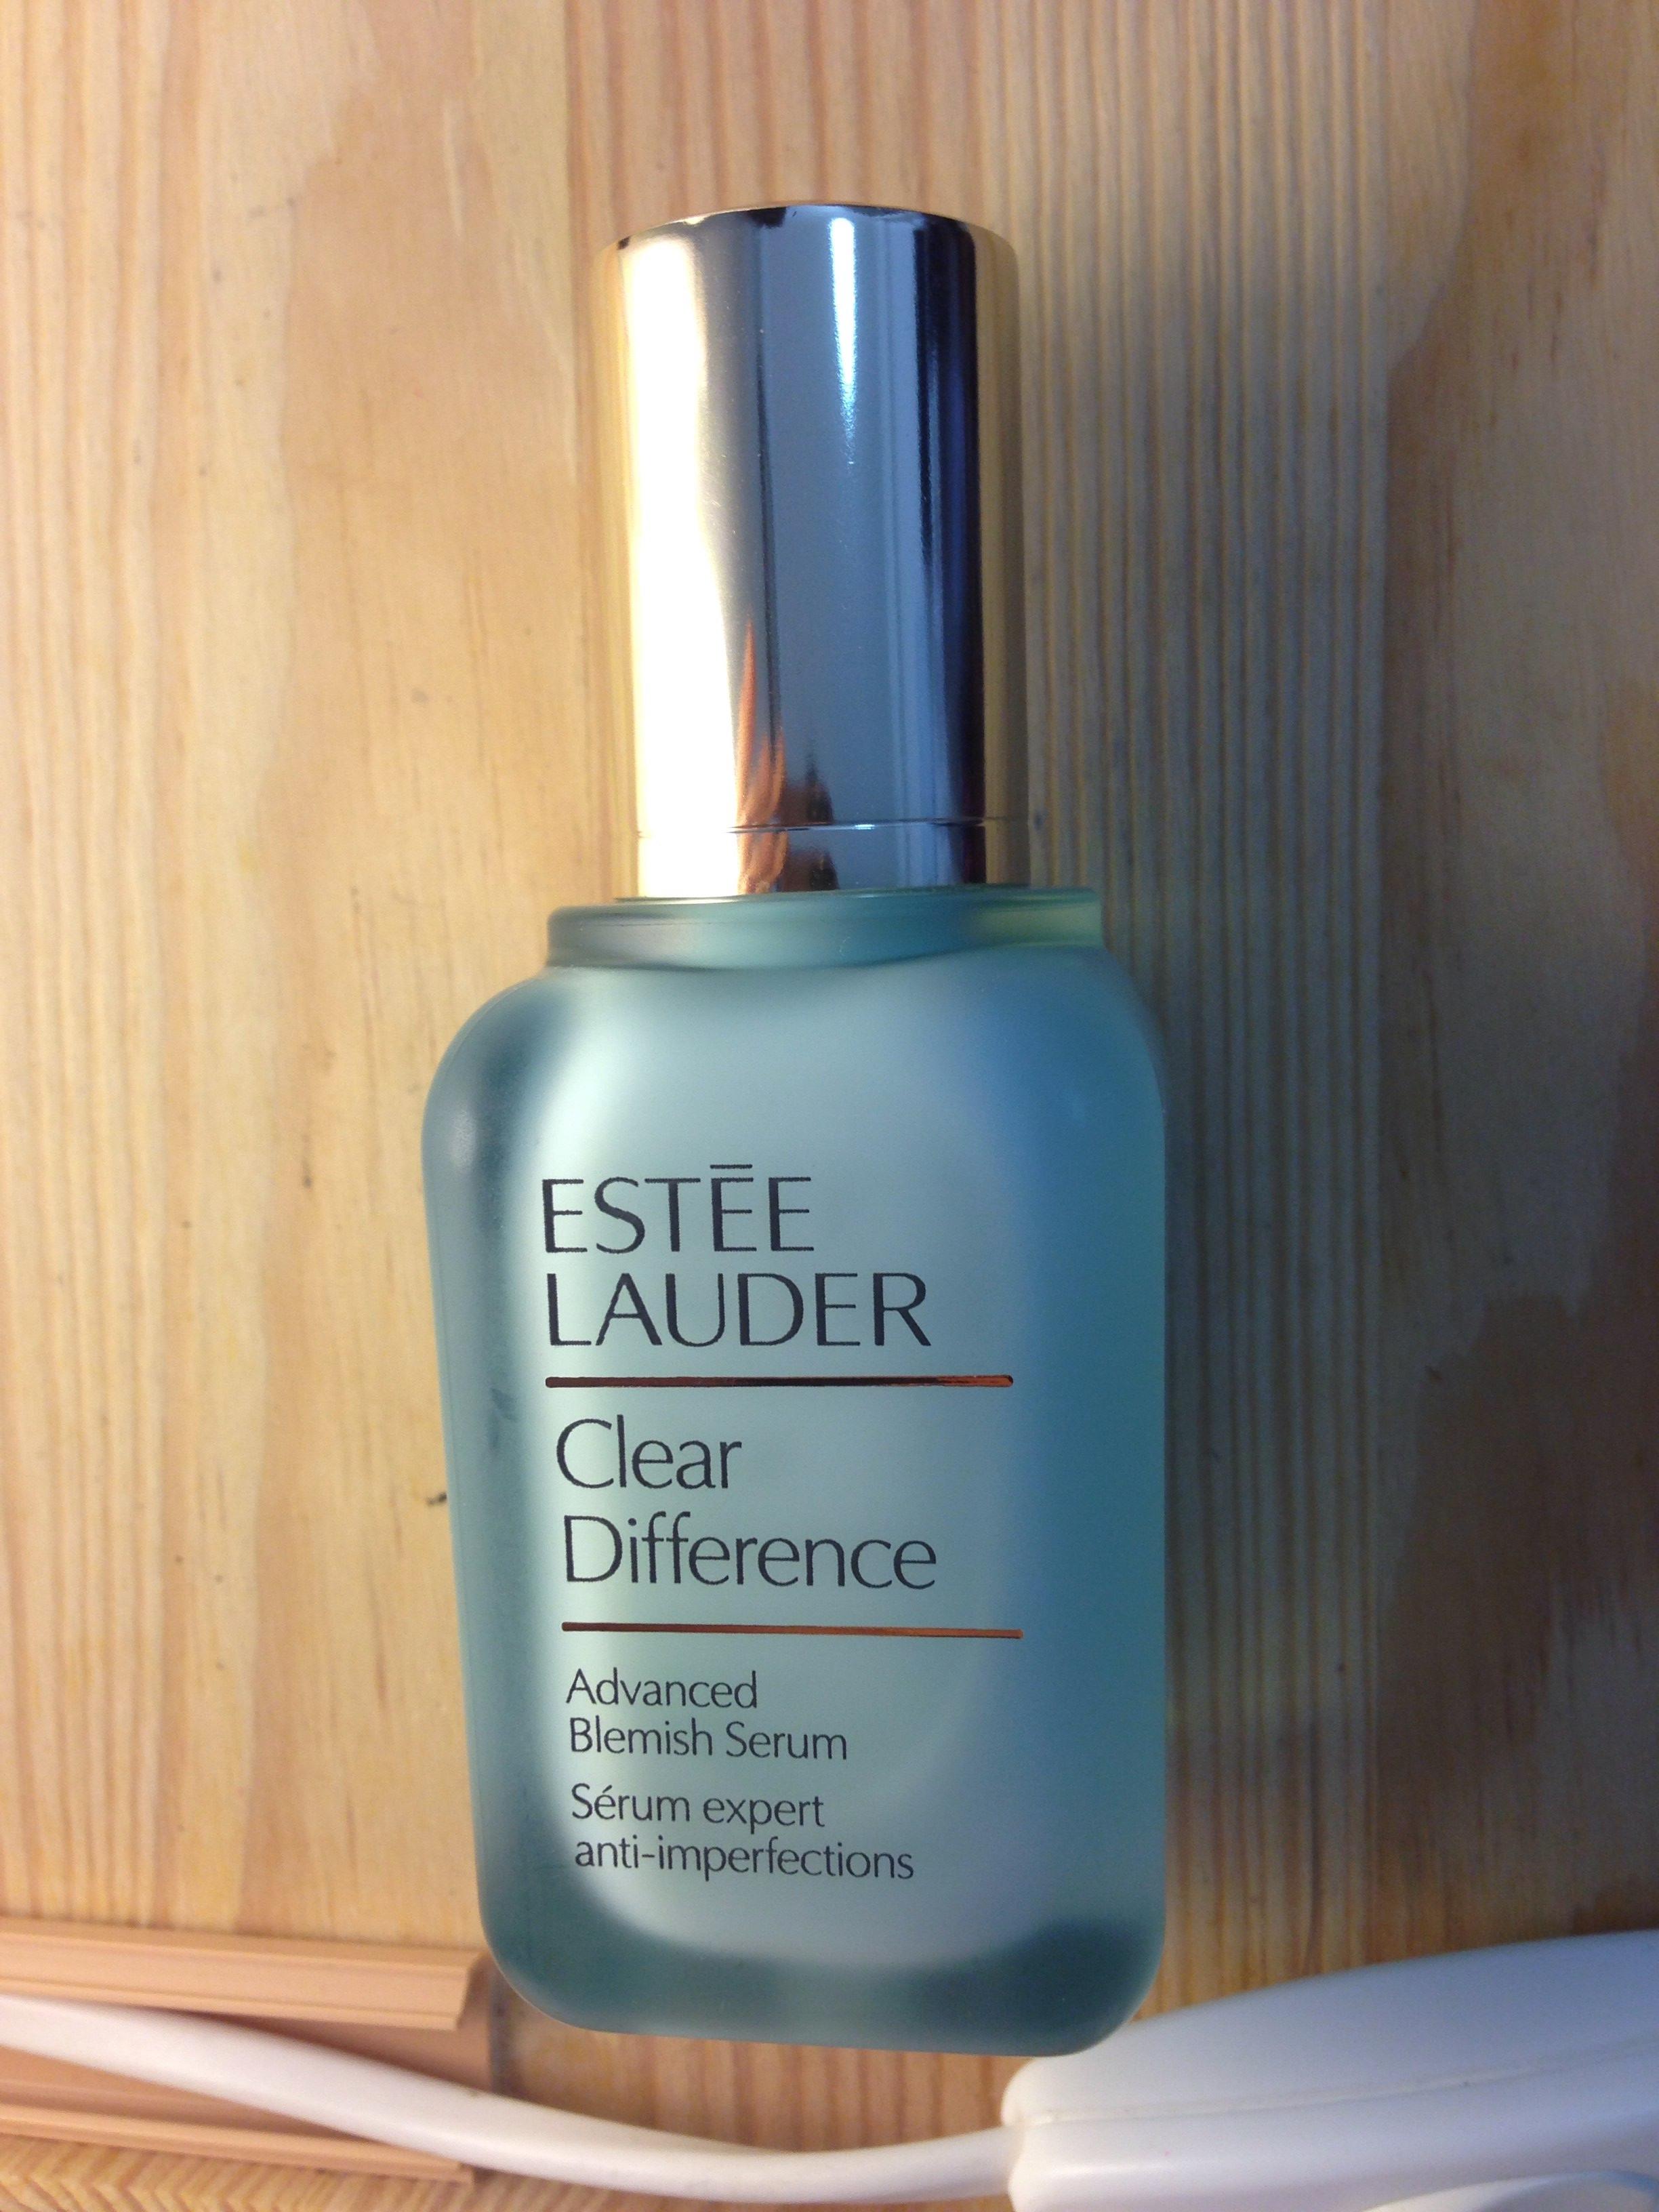 ESTĒE
LAUDER
Clear
Difference
Advanced
Blemish Serum
Sérum expert
anti-imperfections